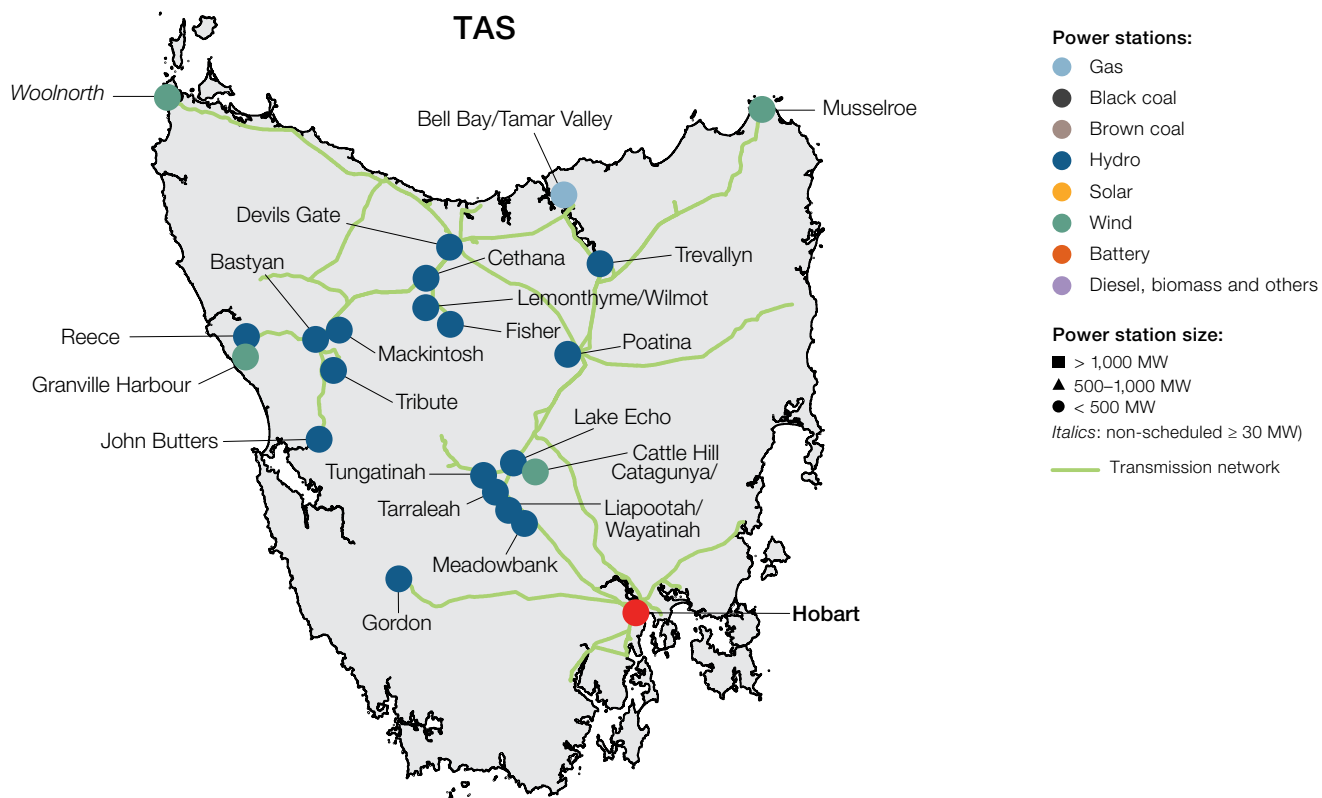 TAS
Woolnorth
Musselroe
Bell Bay/Tamar Valley
Devils Gate
Cethana
Trevallyn
Bastyan
Lemonthyme/Wilmot
Reece
Fisher
Poatina
Mackintosh
Granville Harbour
Tribute
Lake Echo
John Butters
Cattle Hill
Tungatinah
Catagunya/
Tarraleah
Liapootah/
Wayatinah
Meadowbank
Gordon
Hobart
Power stations:
Gas
Black coal
Brown coal
Hydro
Solar
Wind
Battery
Diesel, biomass and others
Power station size:
> 1,000 MW
500–1,000 MW
< 500 MW
Italics: non-scheduled ≥ 30 MW)
Transmission network